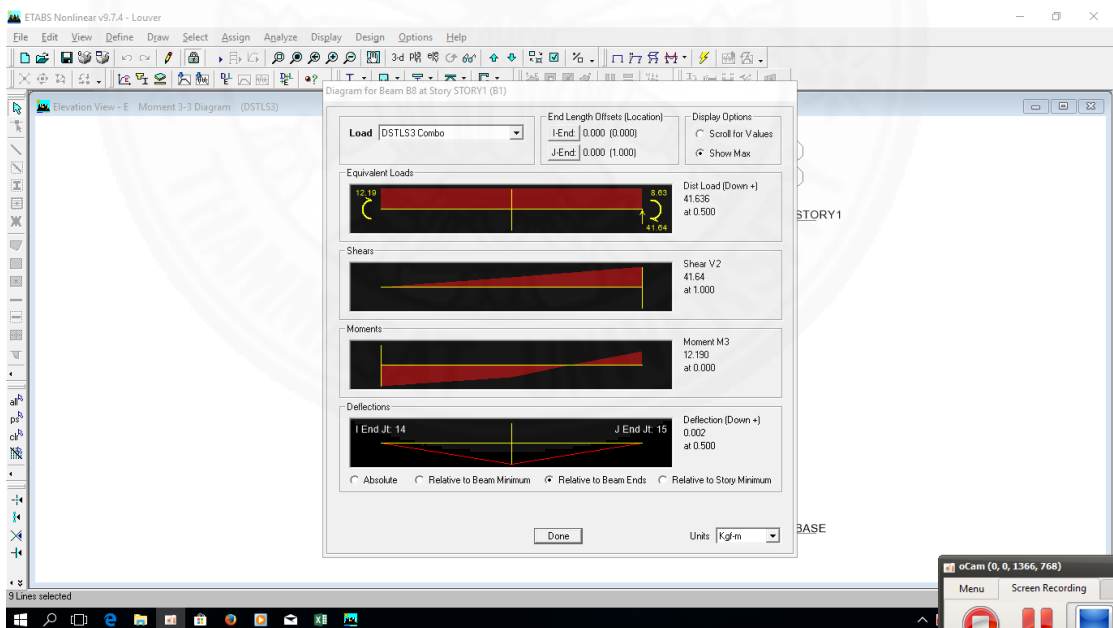 ETABS Nonlinear v9.7.4 - Louver
File Edit View Define Draw Select Assign Analyze Display Design Options Help
3-d
Elevation View - E Moment 3-3 Diagram (DSTLS3)
Diagram for Beam B8 at Story STORY1 (B1)
Load DSTLS3 Combo
End Length Offsets (Location)
I-End: 0.000 (0.000)
J-End: 0.000 (1.000)
Display Options
Scroll for Values
Show Max
Equivalent Loads
12.19
8.63
41.64
Dist Load (Down +)
41.636
at 0.500
Shears
Shear V2
41.64
at 1.000
Moments
Moment M3
12.190
at 0.000
Deflections
I End Jt: 14
J End Jt: 15
Deflection (Down +)
0.002
at 0.500
Absolute Relative to Beam Minimum Relative to Beam Ends Relative to Story Minimum
Done
Units Kgf-m
STORY1
BASE
all
ps
clr
9 Lines selected
oCam (0, 0, 1366, 768)
Menu Screen Recording